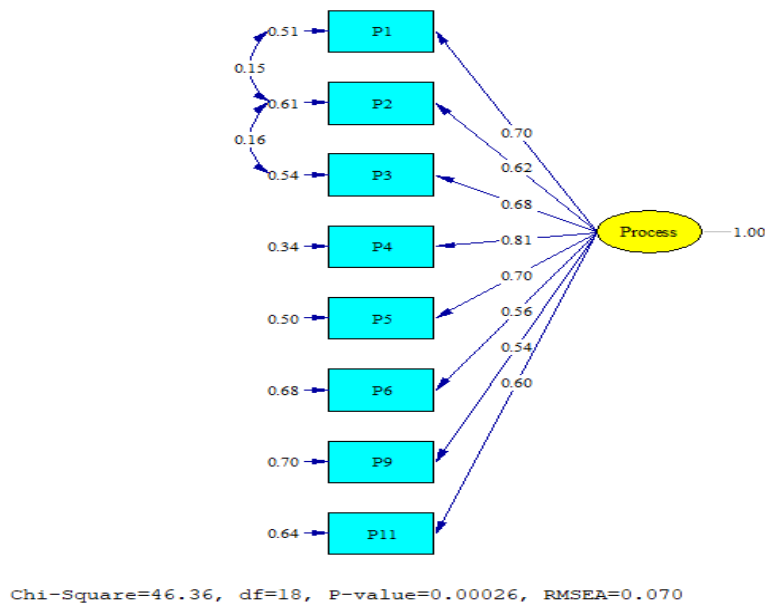 0.51 P1
0.15
0.70
0.61 P2
0.16
0.62
0.54 P3
0.68
0.34 P4
0.81
Process 1.00
0.70
0.50 P5
0.56
0.54
0.68 P6
0.60
0.70 P9
0.64 P11
Chi-Square=46.36, df=18, P-value=0.00026, RMSEA=0.070